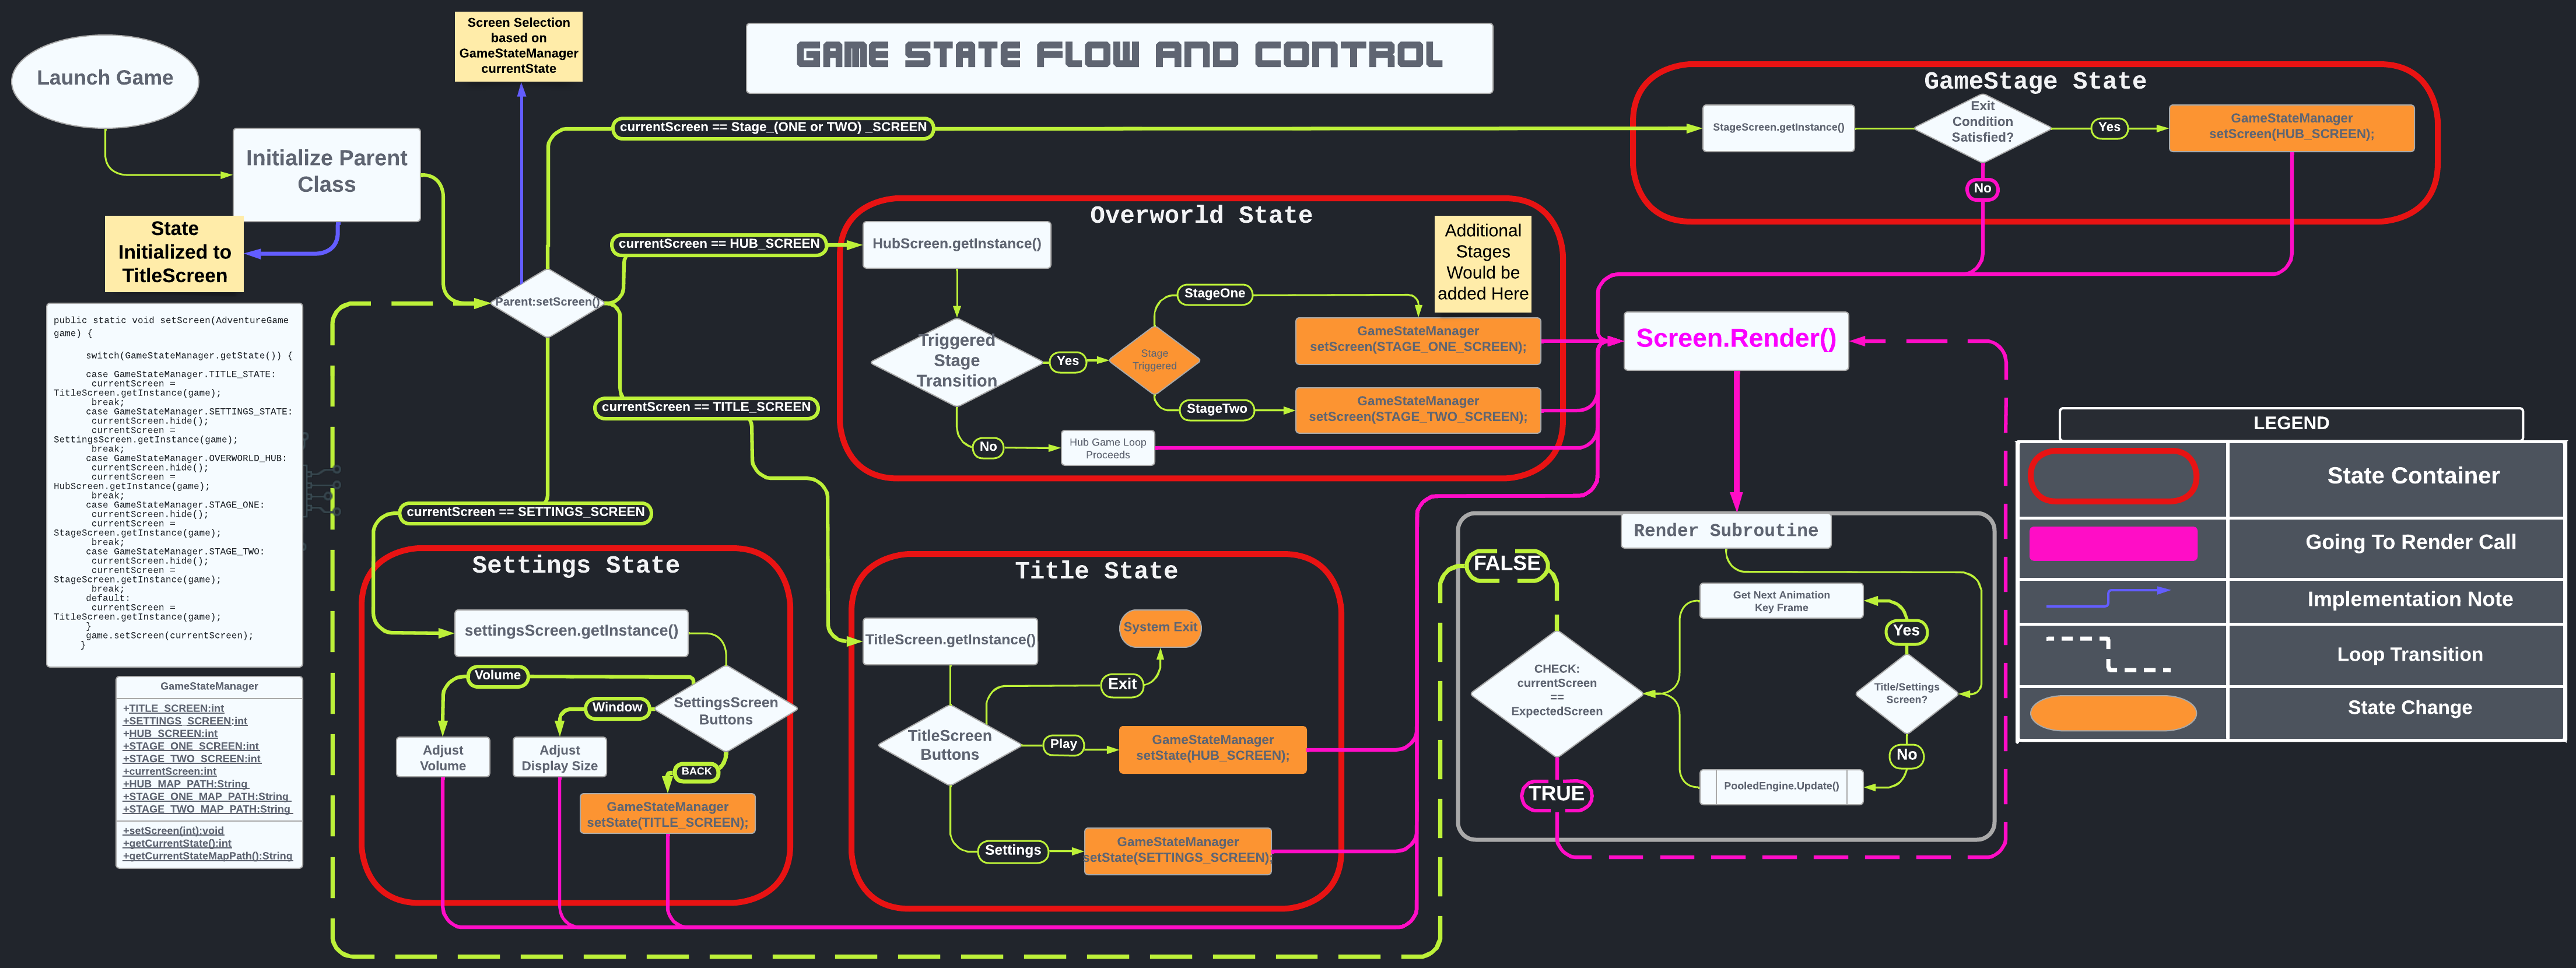 GAME STATE FLOW AND CONTROL
Launch Game
Screen Selection
based on
GameStateManager
currentState
Initialize Parent
Class
State
Initialized to
TitleScreen
Parent:setScreen()
currentScreen == Stage_(ONE or TWO) _SCREEN
currentScreen == HUB_SCREEN
currentScreen == TITLE_SCREEN
currentScreen == SETTINGS_SCREEN
GameStage State
StageScreen.getInstance()
Exit
Condition
Satisfied?
Yes
No
GameStateManager
setScreen(HUB_SCREEN);
Overworld State
HubScreen.getInstance()
Additional
Stages
Would be
added Here
Triggered
Stage
Transition
Yes
No
Stage
Triggered
StageOne
StageTwo
GameStateManager
setScreen(STAGE_ONE_SCREEN);
GameStateManager
setScreen(STAGE_TWO_SCREEN);
Hub Game Loop
Proceeds
Screen.Render()
public static void setScreen(AdventureGame
game) {
switch(GameStateManager.getState()) {
case GameStateManager.TITLE_STATE:
currentScreen =
TitleScreen.getInstance(game);
break;
case GameStateManager.SETTINGS_STATE:
currentScreen.hide();
currentScreen =
SettingsScreen.getInstance(game);
break;
case GameStateManager.OVERWORLD_HUB:
currentScreen.hide();
currentScreen =
HubScreen.getInstance(game);
break;
case GameStateManager.STAGE_ONE:
currentScreen.hide();
currentScreen =
StageScreen.getInstance(game);
break;
case GameStateManager.STAGE_TWO:
currentScreen.hide();
currentScreen =
StageScreen.getInstance(game);
break;
default:
currentScreen =
TitleScreen.getInstance(game);
}
game.setScreen(currentScreen);
}
GameStateManager
+TITLE_SCREEN:int
+SETTINGS_SCREEN;int
+HUB_SCREEN:int
+STAGE_ONE_SCREEN:int
+STAGE_TWO_SCREEN:int
+currentScreen:int
+HUB_MAP_PATH:String
+STAGE_ONE_MAP_PATH:String
+STAGE_TWO_MAP_PATH:String
+setScreen(int):void
+getCurrentState():int
+getCurrentStateMapPath():String
Settings State
settingsScreen.getInstance()
SettingsScreen
Buttons
Volume
Window
BACK
Adjust
Volume
Adjust
Display Size
GameStateManager
setState(TITLE_SCREEN);
Title State
TitleScreen.getInstance()
System Exit
TitleScreen
Buttons
Exit
Play
Settings
GameStateManager
setState(HUB_SCREEN);
GameStateManager
setState(SETTINGS_SCREEN);
Render Subroutine
FALSE
TRUE
CHECK:
currentScreen
==
ExpectedScreen
Get Next Animation
Key Frame
Yes
Title/Settings
Screen?
No
PooledEngine.Update()
LEGEND
State Container
Going To Render Call
Implementation Note
Loop Transition
State Change